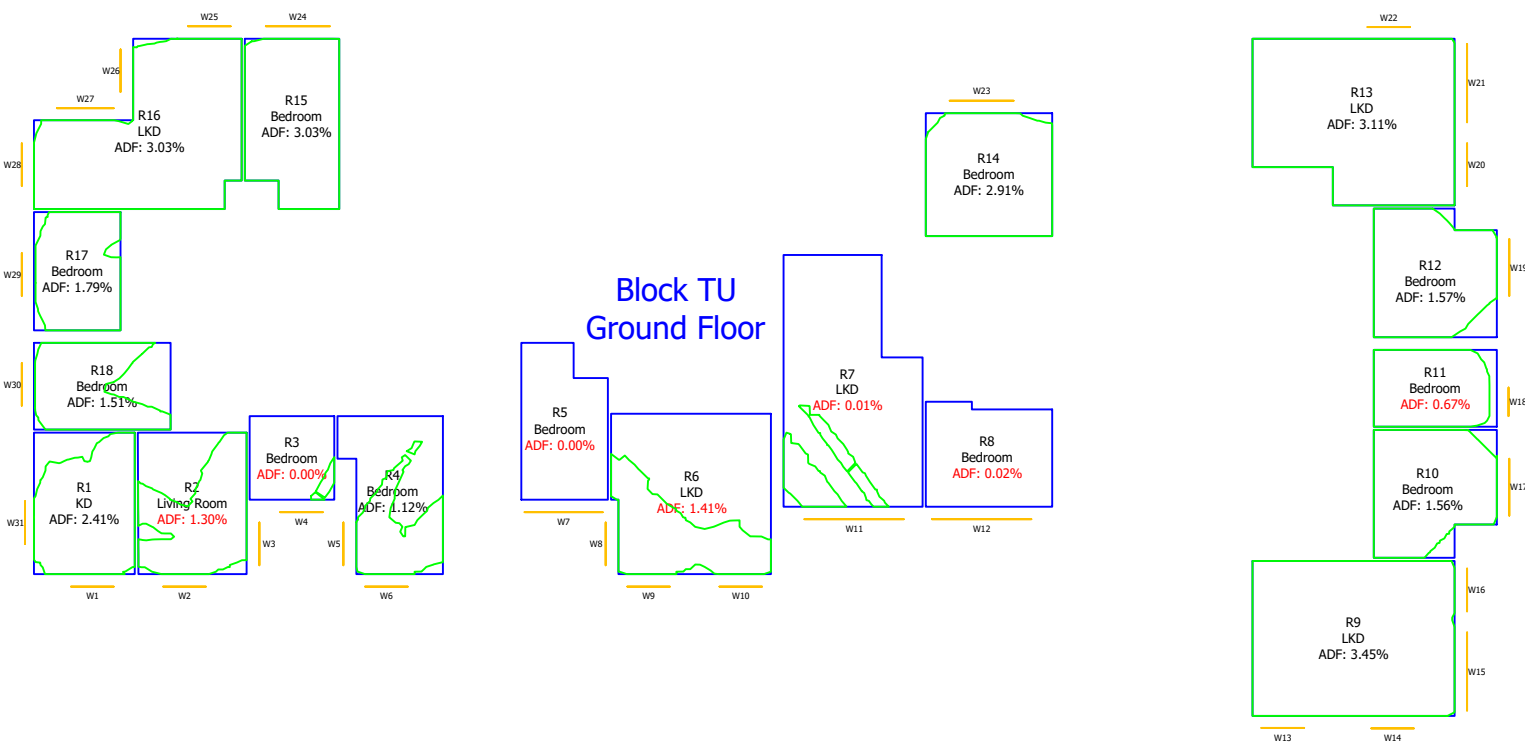 W25
W24
W22
W26
W27
R16
LKD
ADF: 3.03%
R15
Bedroom
ADF: 3.03%
W23
R13
LKD
ADF: 3.11%
W21
W28
R14
Bedroom
ADF: 2.91%
W20
R17
Bedroom
ADF: 1.79%
W29
Block TU
Ground Floor
R12
Bedroom
ADF: 1.57%
W19
W30
R18
Bedroom
ADF: 1.51%
R7
LKD
ADF: 0.01%
R11
Bedroom
ADF: 0.67%
W18
R3
Bedroom
ADF: 0.00%
R5
Bedroom
ADF: 0.00%
R8
Bedroom
ADF: 0.02%
R1
KD
ADF: 2.41%
R2
Living Room
ADF: 1.30%
R4
Bedroom
ADF: 1.12%
R6
LKD
ADF: 1.41%
R10
Bedroom
ADF: 1.56%
W17
W31
W4
W7
W11
W12
W3
W5
W8
W1
W2
W6
W9
W10
W16
R9
LKD
ADF: 3.45%
W15
W13
W14